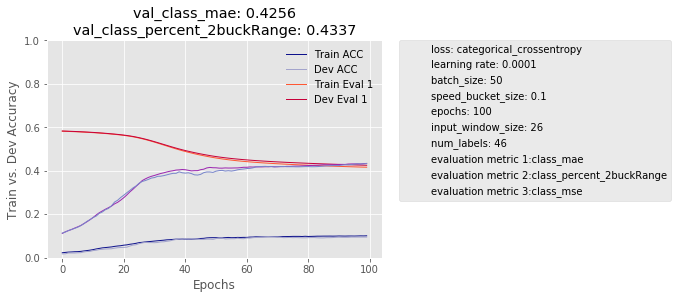 val_class_mae: 0.4256
val_class_percent_2buckRange: 0.4337
Train vs. Dev Accuracy
1.0
0.8
0.6
0.4
0.2
0.0
0
20
40
60
80
100
Epochs
Train ACC
Dev ACC
Train Eval 1
Dev Eval 1
loss: categorical_crossentropy
learning rate: 0.0001
batch_size: 50
speed_bucket_size: 0.1
epochs: 100
input_window_size: 26
num_labels: 46
evaluation metric 1:class_mae
evaluation metric 2:class_percent_2buckRange
evaluation metric 3:class_mse